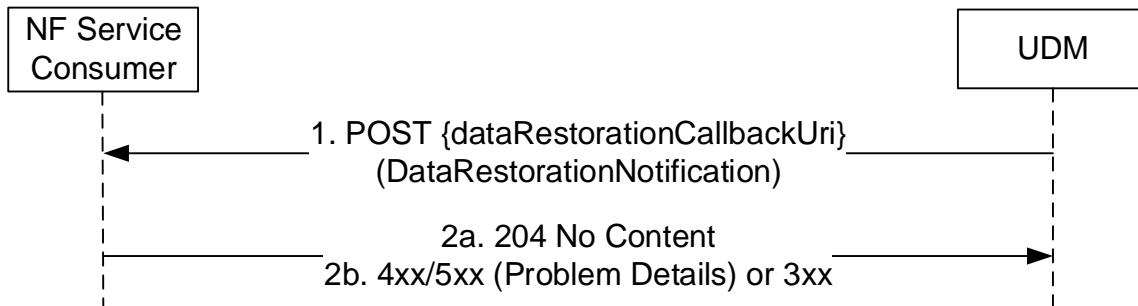 NF Service
Consumer
UDM
1. POST {dataRestorationCallbackUri}
(DataRestorationNotification)
2a. 204 No Content
2b. 4xx/5xx (Problem Details) or 3xx